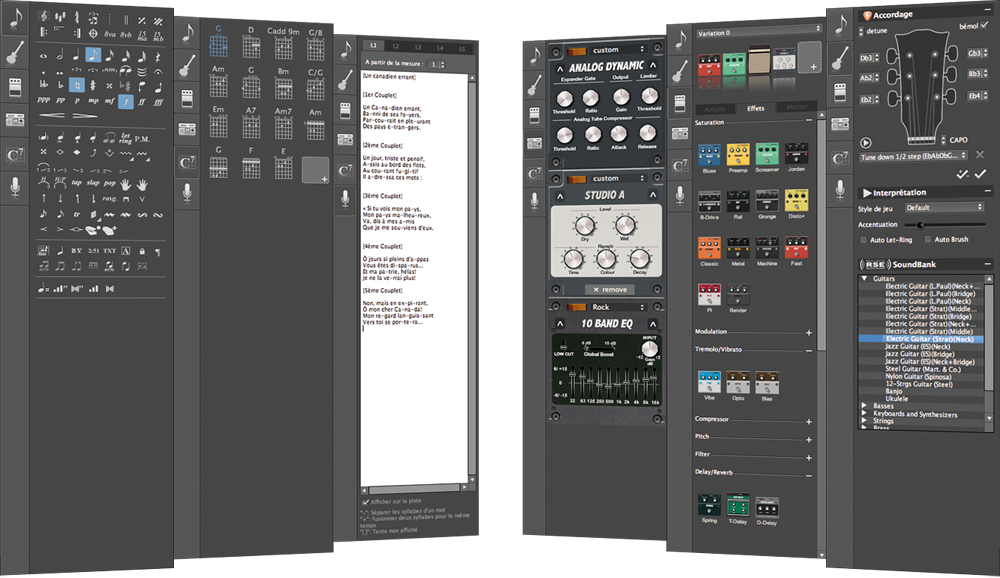 8va 8vb 15ma 15mb
ppp pp p mp mf f ff fff
let ring P.M.
tap slap pop
rasg.
tr
BY 2:51 TXT A
G D Cadd 9m G/B
Am C Bm C/G
Em A7 A7 Am
G F E
C7
L1 L2 L3 L4 L5
A partir de la mesure : 1
[Un canadien errant]
[1er Couplet]
Un Ca-na-dien errant,
Ba-nni de ses fo-yers,
Par-cou-rait en ple-urant
Des pays é-tran-gers.
[2ème Couplet]
Un jour, triste et pensif,
A-ssis au bord des flots,
Au cou-rant fu-gi-tif
Il a-dre-ssa ces mots :
[3ème Couplet]
« Si tu vois mon pa-ys,
Mon pa-ys ma-lheu-reux,
Va, dis à mes a-mis
Que je me sou-viens d'eux.
[4ème Couplet]
Ô jours si pleins d'a-ppas
Vous êtes di-spa-rus...
Et ma pa-trie, hélas!
Je ne la ve-rrai plus!
[5ème Couplet]
Non, mais en ex-pi-rant,
Ô mon cher Ca-na-da!
Mon re-gard lan-guis-sant
Vers toi se por-te-ra...
Afficher sur la piste
"-": Séparer les syllabes d'un mot
"+": Fusionner deux syllabes pour le même
temps
"[ ]": Texte non affiché
custom
ANALOG DYNAMIC
Expander Gate Output Limiter
Threshold Ratio Gain Threshold
Analog Tube Compressor
Threshold Ratio Attack Release
custom
STUDIO A
Level
Dry Wet
Reverb
Time Colour Decay
remove
Rock
10 BAND EQ
LOW CUT
Global Boost
INPUT
Gain
32 63 125 250 500 1k 2k 4k 8k 16k
C7
Variation 0
Amplis Effets Master
Saturation
Blues Preamp Screamer Jorden
B-Drive Rat Grunge Disto+
Classic Metal Machine Fast
Pi Bender
Modulation
Tremolo/Vibrato
Vibe Opto Bias
Compressor
Pitch
Filter
Delay/Reverb
Spring T-Delay D-Delay
C7
Accordage
detune bémol
Db3 Gb3
Ab2 Bb3
Eb2 Eb4
CAPO
Tune down 1/2 step (EbAbDbG...
Interprétation
Style de jeu Default
Accentuation
Auto Let-Ring Auto Brush
RSE SoundBank
Guitars
Electric Guitar (L.Paul)(Neck+...
Electric Guitar (L.Paul)(Bridge)
Electric Guitar (L.Paul)(Neck)
Electric Guitar (Strat)(Middle...
Electric Guitar (Strat)(Bridge)
Electric Guitar (Strat)(Neck+...
Electric Guitar (Strat)(Middle)
Electric Guitar (Strat)(Neck)
Jazz Guitar (ES)(Neck)
Jazz Guitar (ES)(Bridge)
Jazz Guitar (ES)(Neck+Bridge)
Steel Guitar (Mart. & Co.)
Nylon Guitar (Spinosa)
12-Strgs Guitar (Steel)
Banjo
Ukulele
Basses
Keyboards and Synthesizers
Strings
Brass